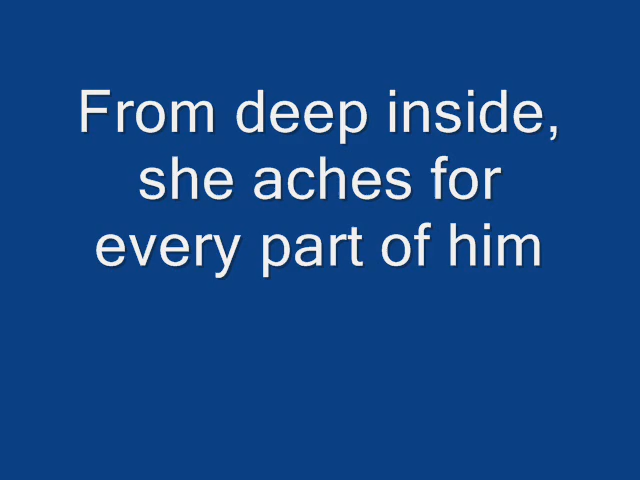 From deep inside,
she aches for
every part of him